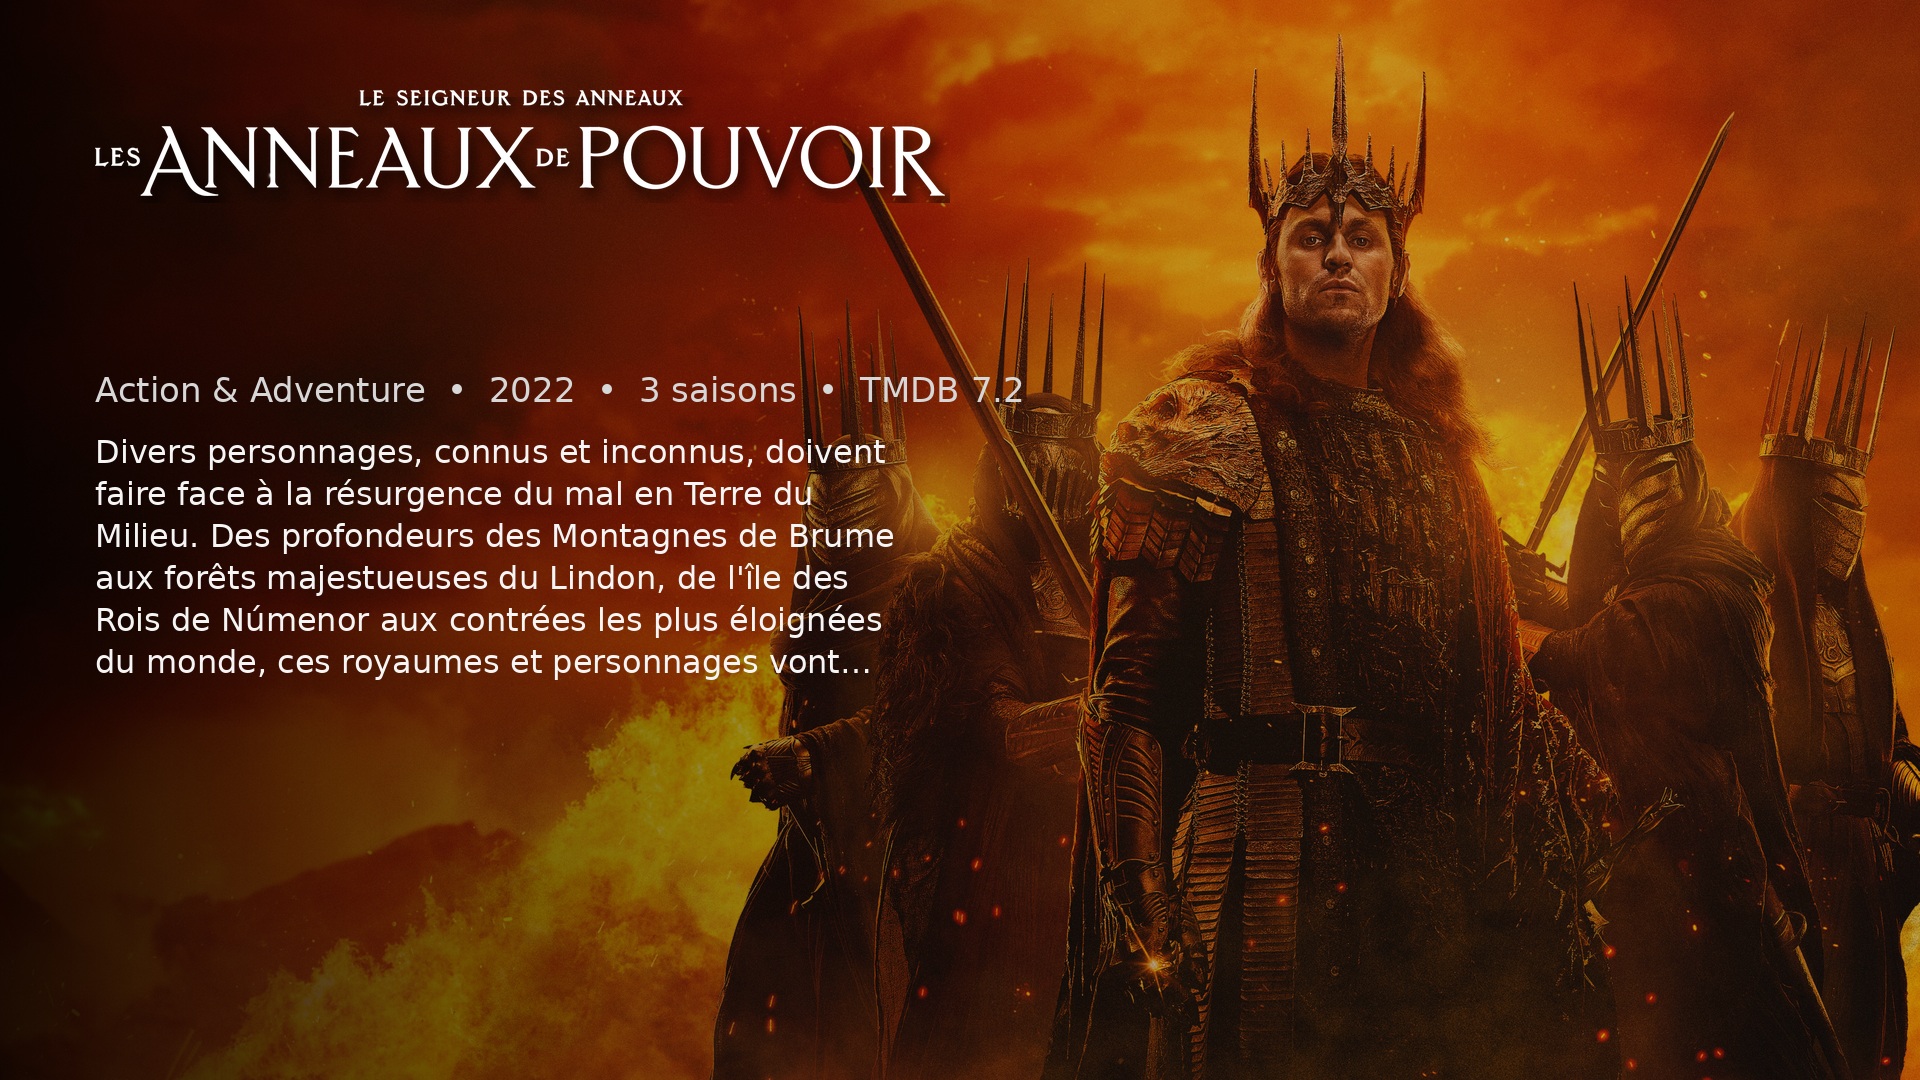 LE SEIGNEUR DES ANNEAUX
LES ANNEAUX DE POUVOIR
Action & Adventure • 2022 • 3 saisons • TMDB 7.2
Divers personnages, connus et inconnus, doivent
faire face à la résurgence du mal en Terre du
Milieu. Des profondeurs des Montagnes de Brume
aux forêts majestueuses du Lindon, de l'île des
Rois de Númenor aux contrées les plus éloignées
du monde, ces royaumes et personnages vont...